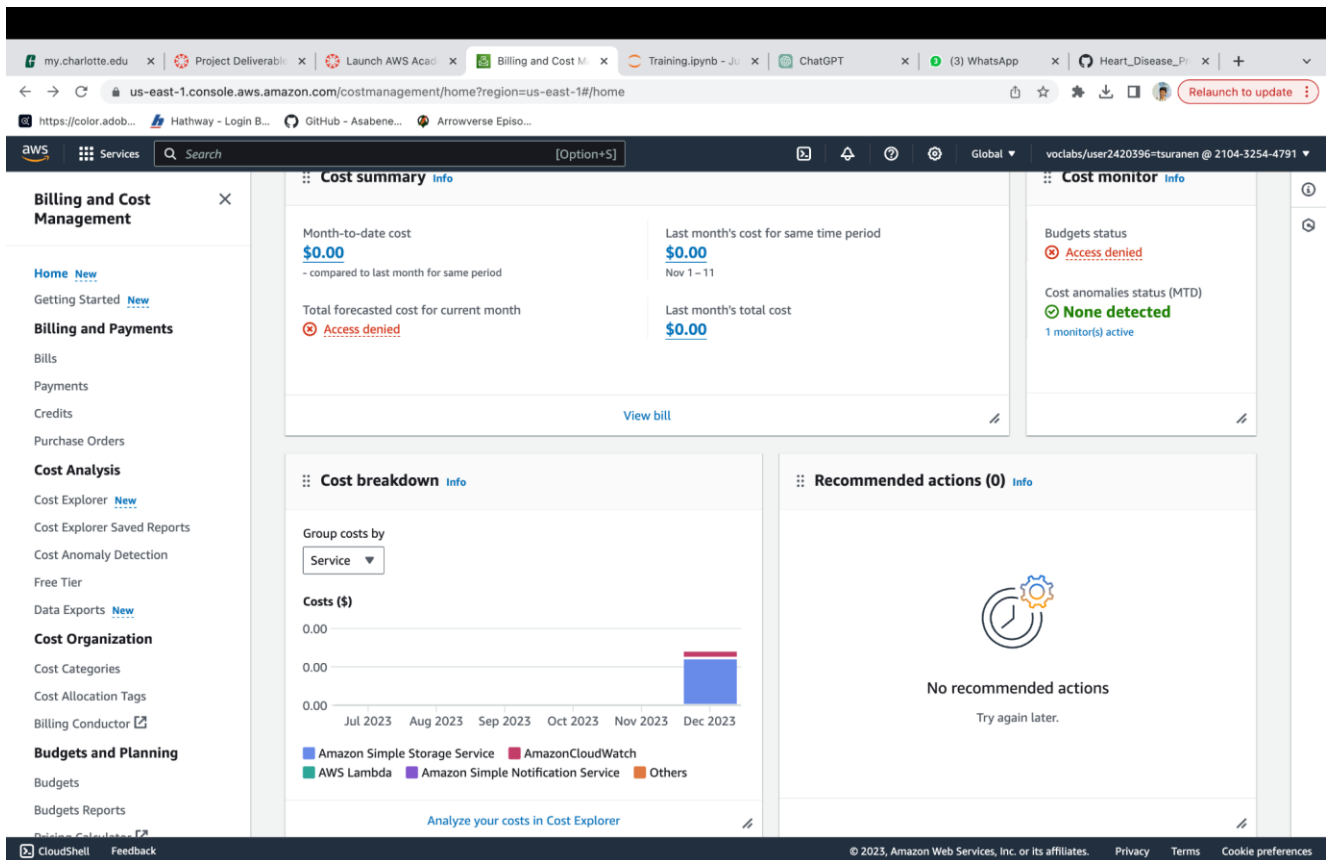 my.charlotte.edu
Project Deliverable
Launch AWS Acad
Billing and Cost M
Training.ipynb - Ju
ChatGPT
(3) WhatsApp
Heart_Disease_Pr
us-east-1.console.aws.amazon.com/costmanagement/home?region=us-east-1#/home
Relaunch to update
https://color.adob...
Hathway - Login B...
GitHub - Asabene...
Arrowverse Episo...
aws
Services
Search
[Option+S]
Global
voclabs/user2420396=tsuranen @ 2104-3254-4791
Billing and Cost
Management
Home New
Getting Started New
Billing and Payments
Bills
Payments
Credits
Purchase Orders
Cost Analysis
Cost Explorer New
Cost Explorer Saved Reports
Cost Anomaly Detection
Free Tier
Data Exports New
Cost Organization
Cost Categories
Cost Allocation Tags
Billing Conductor
Budgets and Planning
Budgets
Budgets Reports
Pricing Calculator
Cost summary Info
Month-to-date cost
$0.00
- compared to last month for same period
Last month's cost for same time period
$0.00
Nov 1 – 11
Total forecasted cost for current month
Access denied
Last month's total cost
$0.00
View bill
Cost monitor Info
Budgets status
Access denied
Cost anomalies status (MTD)
None detected
1 monitor(s) active
Cost breakdown Info
Group costs by
Service
Costs ($)
0.00
0.00
0.00
Jul 2023 Aug 2023 Sep 2023 Oct 2023 Nov 2023 Dec 2023
Amazon Simple Storage Service AmazonCloudWatch
AWS Lambda Amazon Simple Notification Service Others
Analyze your costs in Cost Explorer
Recommended actions (0) Info
No recommended actions
Try again later.
CloudShell Feedback
© 2023, Amazon Web Services, Inc. or its affiliates. Privacy Terms Cookie preferences